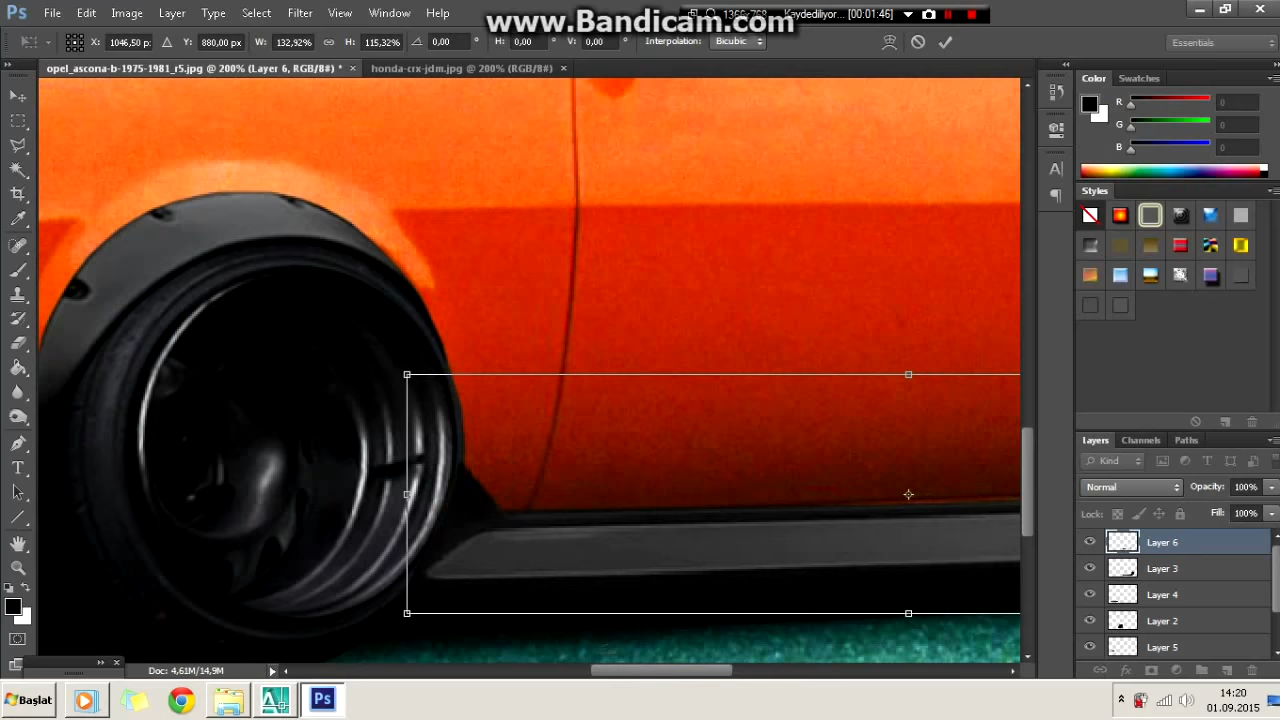 www.Bandicam.com
Ps File Edit Image Layer Type Select Filter View Window Help
1366x768 Kaydediliyor... [00:01:46]
X: 1046,50 p: Y: 880,00 px W: 132,92% H: 115,32% 0,00 ° H: 0,00 ° V: 0,00 ° Interpolation: Bicubic Essentials
opel_ascona-b-1975-1981_r5.jpg @ 200% (Layer 6, RGB/8#) * × honda-crx-jdm.jpg @ 200% (RGB/8#) ×
Color Swatches
R 0
G 0
B 0
Styles
Layers Channels Paths
Kind
Normal Opacity: 100%
Lock: Fill: 100%
Layer 6
Layer 3
Layer 4
Layer 2
Layer 5
Doc: 4,61M/14,9M
Başlat Ps 14:20
01.09.2015